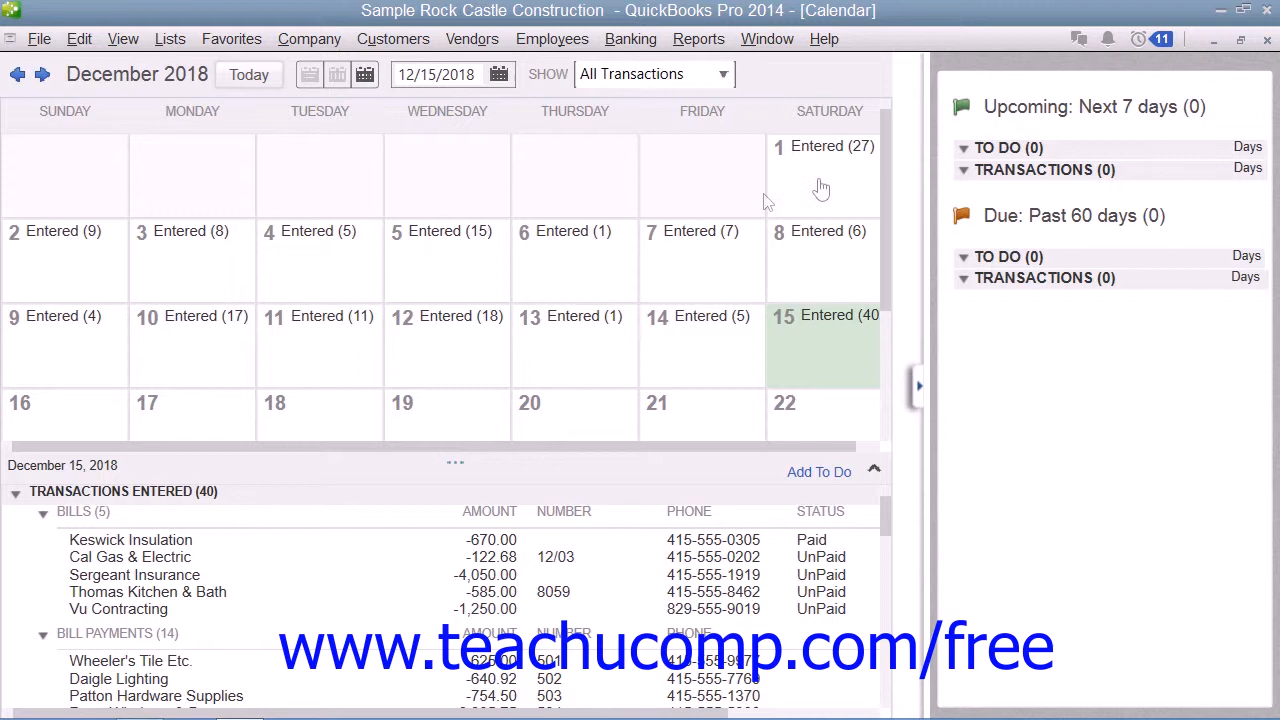 Sample Rock Castle Construction - QuickBooks Pro 2014 - [Calendar]
File Edit View Lists Favorites Company Customers Vendors Employees Banking Reports Window Help 11
December 2018 Today 12/15/2018 SHOW All Transactions
SUNDAY MONDAY TUESDAY WEDNESDAY THURSDAY FRIDAY SATURDAY
1 Entered (27)
2 Entered (9) 3 Entered (8) 4 Entered (5) 5 Entered (15) 6 Entered (1) 7 Entered (7) 8 Entered (6)
9 Entered (4) 10 Entered (17) 11 Entered (11) 12 Entered (18) 13 Entered (1) 14 Entered (5) 15 Entered (40
16 17 18 19 20 21 22
December 15, 2018 Add To Do
TRANSACTIONS ENTERED (40)
BILLS (5) AMOUNT NUMBER PHONE STATUS
Keswick Insulation -670.00 415-555-0305 Paid
Cal Gas & Electric -122.68 12/03 415-555-0202 UnPaid
Sergeant Insurance -4,050.00 415-555-1919 UnPaid
Thomas Kitchen & Bath -585.00 8059 415-555-8462 UnPaid
Vu Contracting -1,250.00 829-555-9019 UnPaid
BILL PAYMENTS (14) AMOUNT NUMBER PHONE
Wheeler's Tile Etc. -625.00 501
Daigle Lighting -640.92 502
Patton Hardware Supplies -754.50 503 415-555-1370
www.teachucomp.com/free
Upcoming: Next 7 days (0)
TO DO (0) Days
TRANSACTIONS (0) Days
Due: Past 60 days (0)
TO DO (0) Days
TRANSACTIONS (0) Days